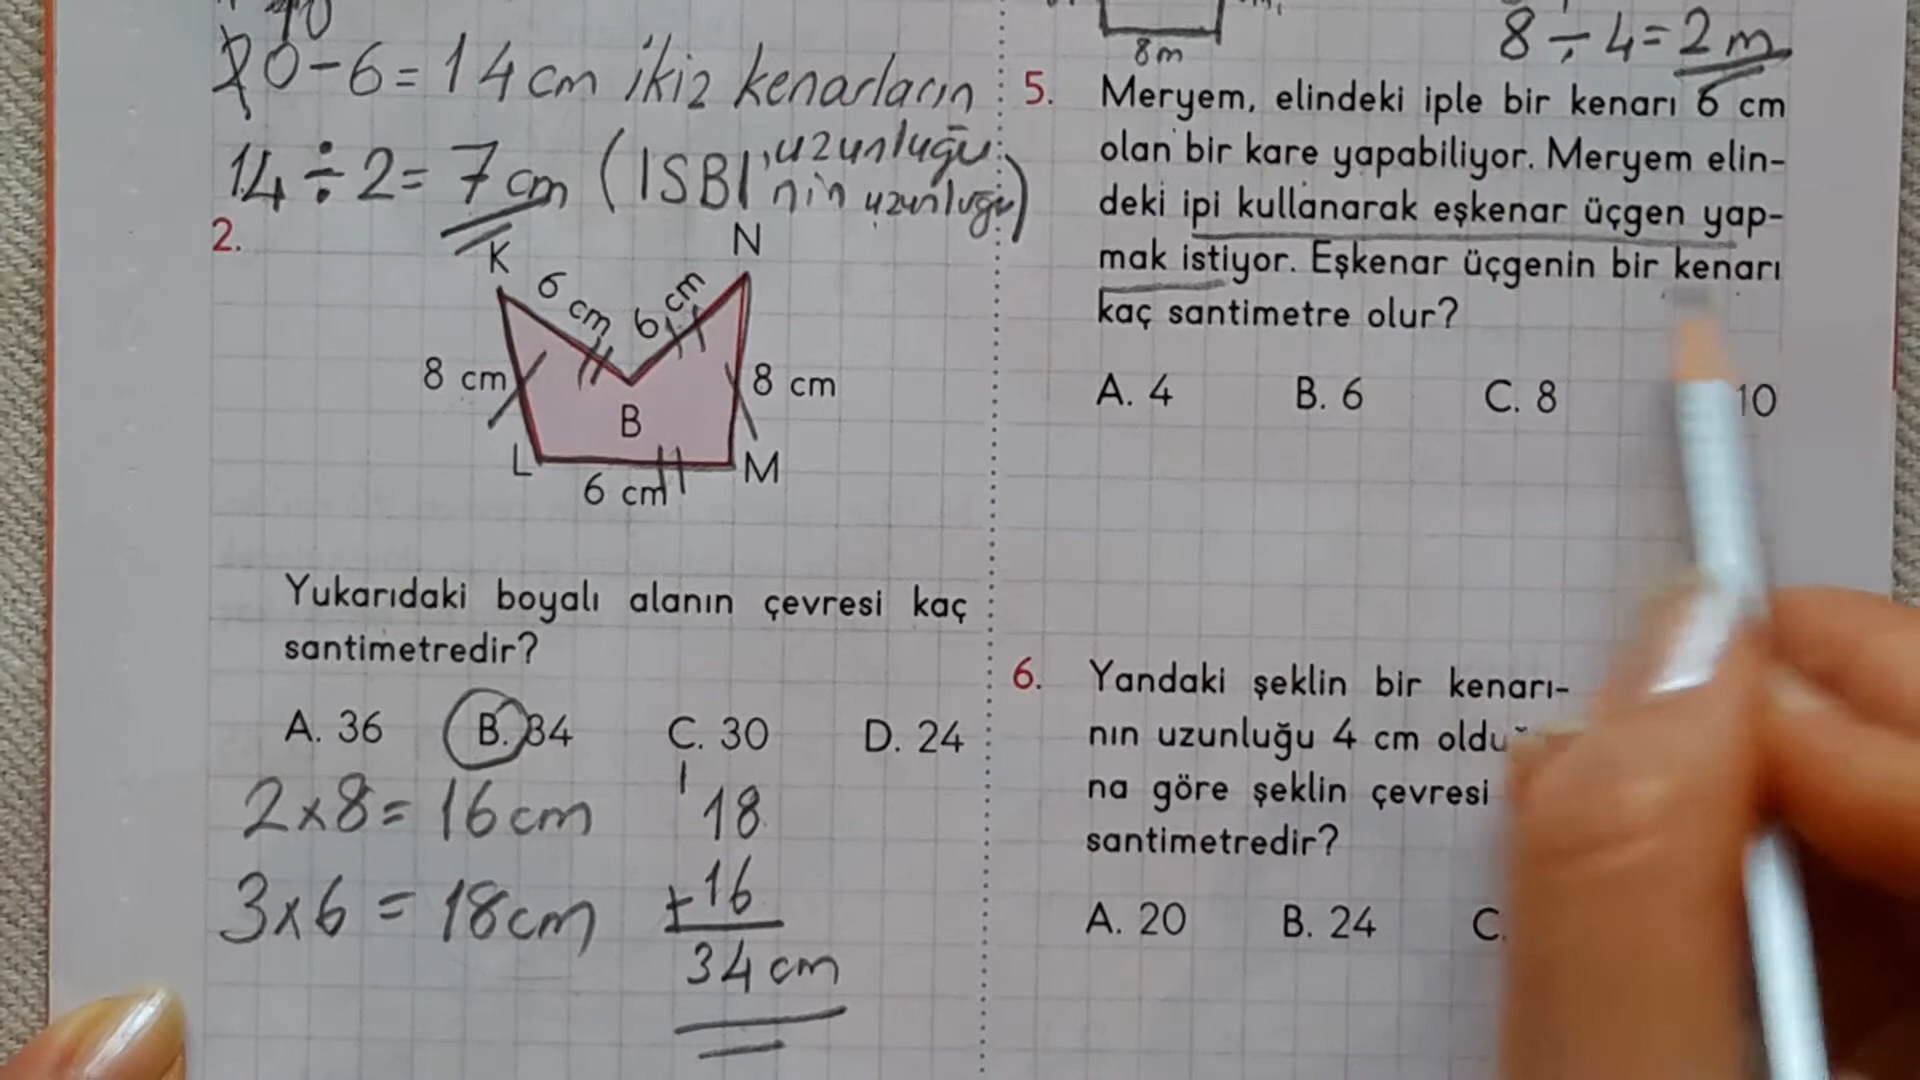 20-6=14 cm ikiz kenarların
uzunluğu
14÷2= 7 cm (ISBI'nin uzunluğu)
2.
K
N
6 cm
6 cm
8 cm
8 cm
B
L
M
6 cm
Yukarıdaki boyalı alanın çevresi kaç
santimetredir?
A. 36 B. 34 C. 30 D. 24
2x8= 16 cm
3x6 = 18 cm
1
18
+16
34 cm
8 m
8÷4=2 m
5. Meryem, elindeki iple bir kenarı 6 cm
olan bir kare yapabiliyor. Meryem elin-
deki ipi kullanarak eşkenar üçgen yap-
mak istiyor. Eşkenar üçgenin bir kenarı
kaç santimetre olur?
A. 4 B. 6 C. 8 10
6. Yandaki şeklin bir kenarı-
nın uzunluğu 4 cm
na göre şeklin çevresi
santimetredir?
A. 20 B. 24 C.